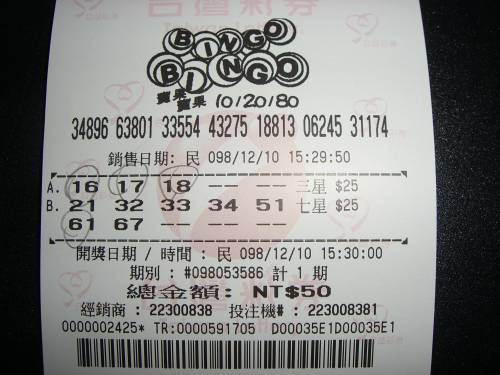 台灣彩券
Taiwan Lottery
BINGO
BINGO
賓果
賓果 10/20/80
34896 63801 33554 43275 18813 06245 31174
銷售日期: 民 098/12/10 15:29:50
A. 16 17 18 -- -- 三星 $25
B. 21 32 33 34 51 七星 $25
61 67 -- -- --
開獎日期 / 時間 : 民 098/12/10 15:30:00
期別 : #098053586 計 1 期
總金額: NT$50
經銷商 : 22300838 投注機# : 223008381
0000002425* TR:0000591705 D00035E1D00035E1